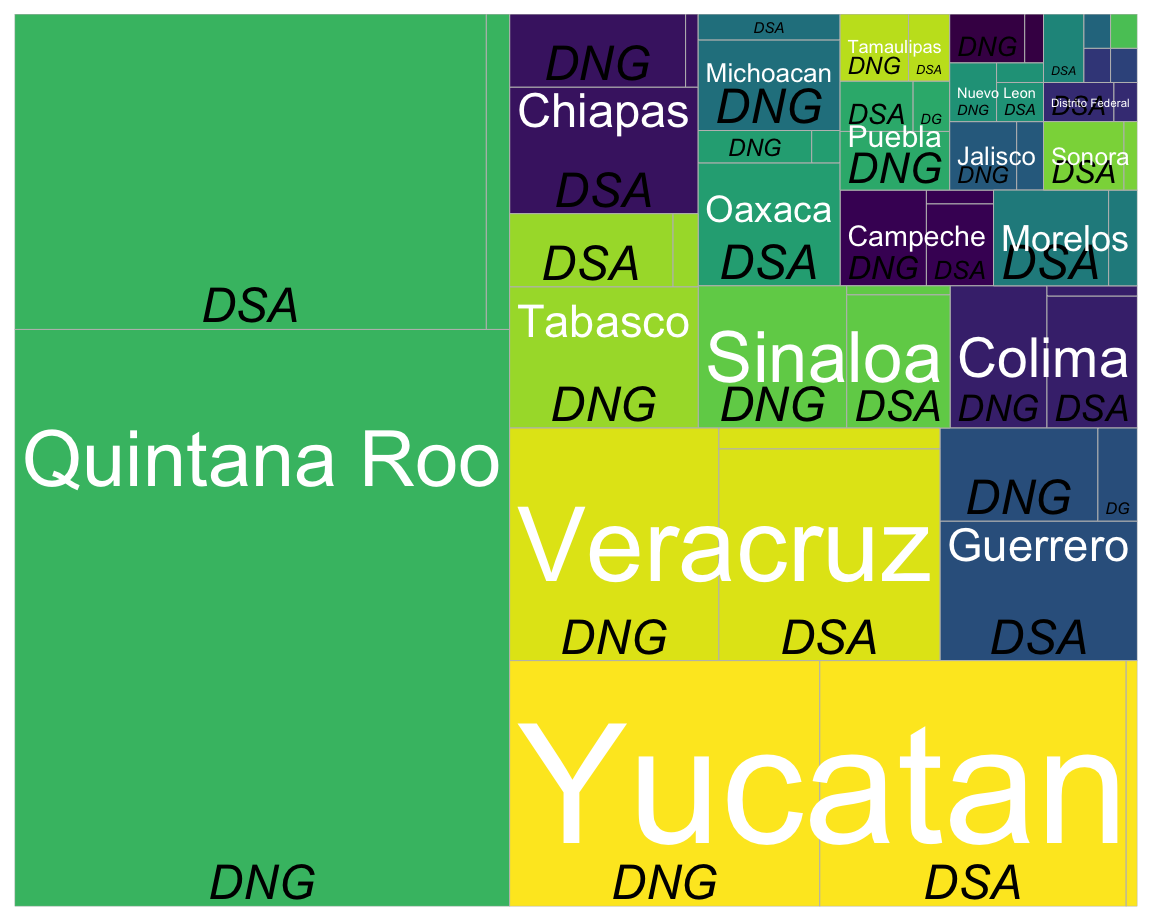 DSA
Quintana Roo
DNG
DNG
Chiapas
DSA
DSA
Tabasco
DNG
DSA
Michoacan
DNG
DNG
Oaxaca
DSA
Tamaulipas
DNG
DSA
DSA
DG
Puebla
DNG
DNG
DSA
Nuevo Leon
DNG
DSA
Distrito Federal
DSA
Jalisco
DNG
Sonora
DSA
Campeche
DNG
DSA
Morelos
DSA
Sinaloa
DNG
DSA
Colima
DNG
DSA
Veracruz
DNG
DSA
DNG
DG
Guerrero
DSA
Yucatan
DNG
DSA